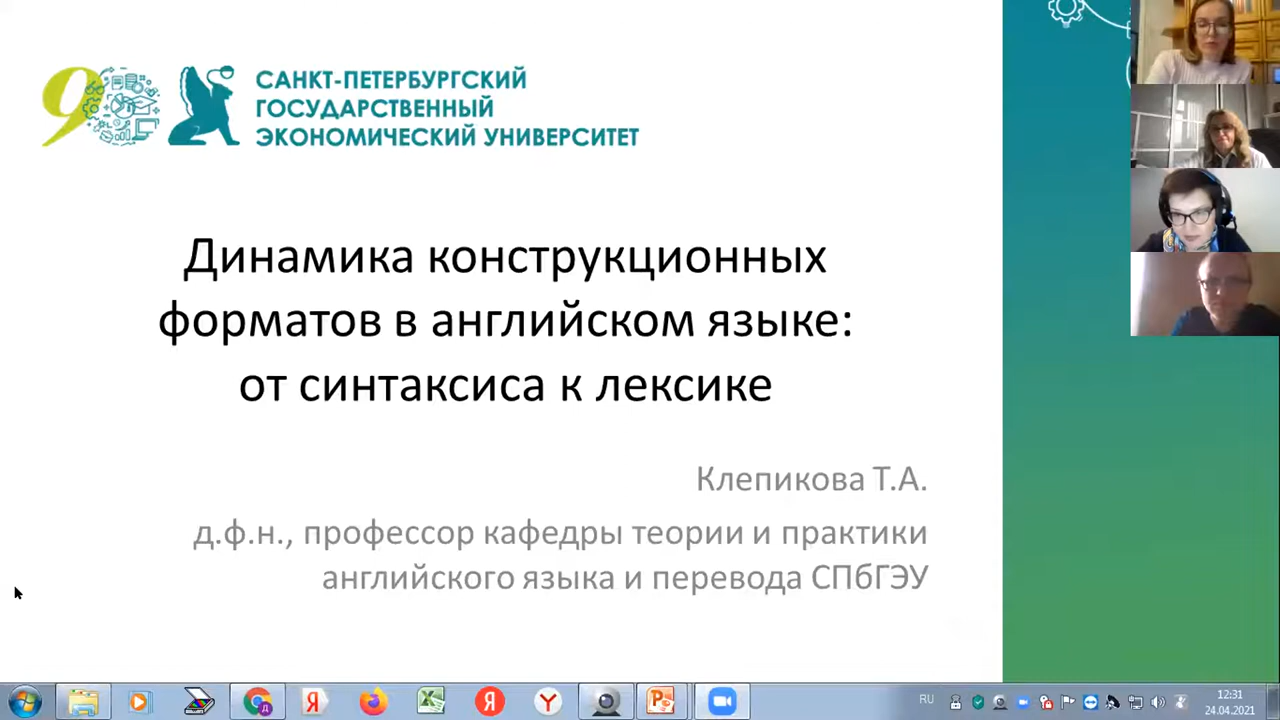 90
САНКТ-ПЕТЕРБУРГСКИЙ
ГОСУДАРСТВЕННЫЙ
ЭКОНОМИЧЕСКИЙ УНИВЕРСИТЕТ
Динамика конструкционных
форматов в английском языке:
от синтаксиса к лексике
Клепикова Т.А.
д.ф.н., профессор кафедры теории и практики
английского языка и перевода СПбГЭУ
RU
12:31
24.04.2021